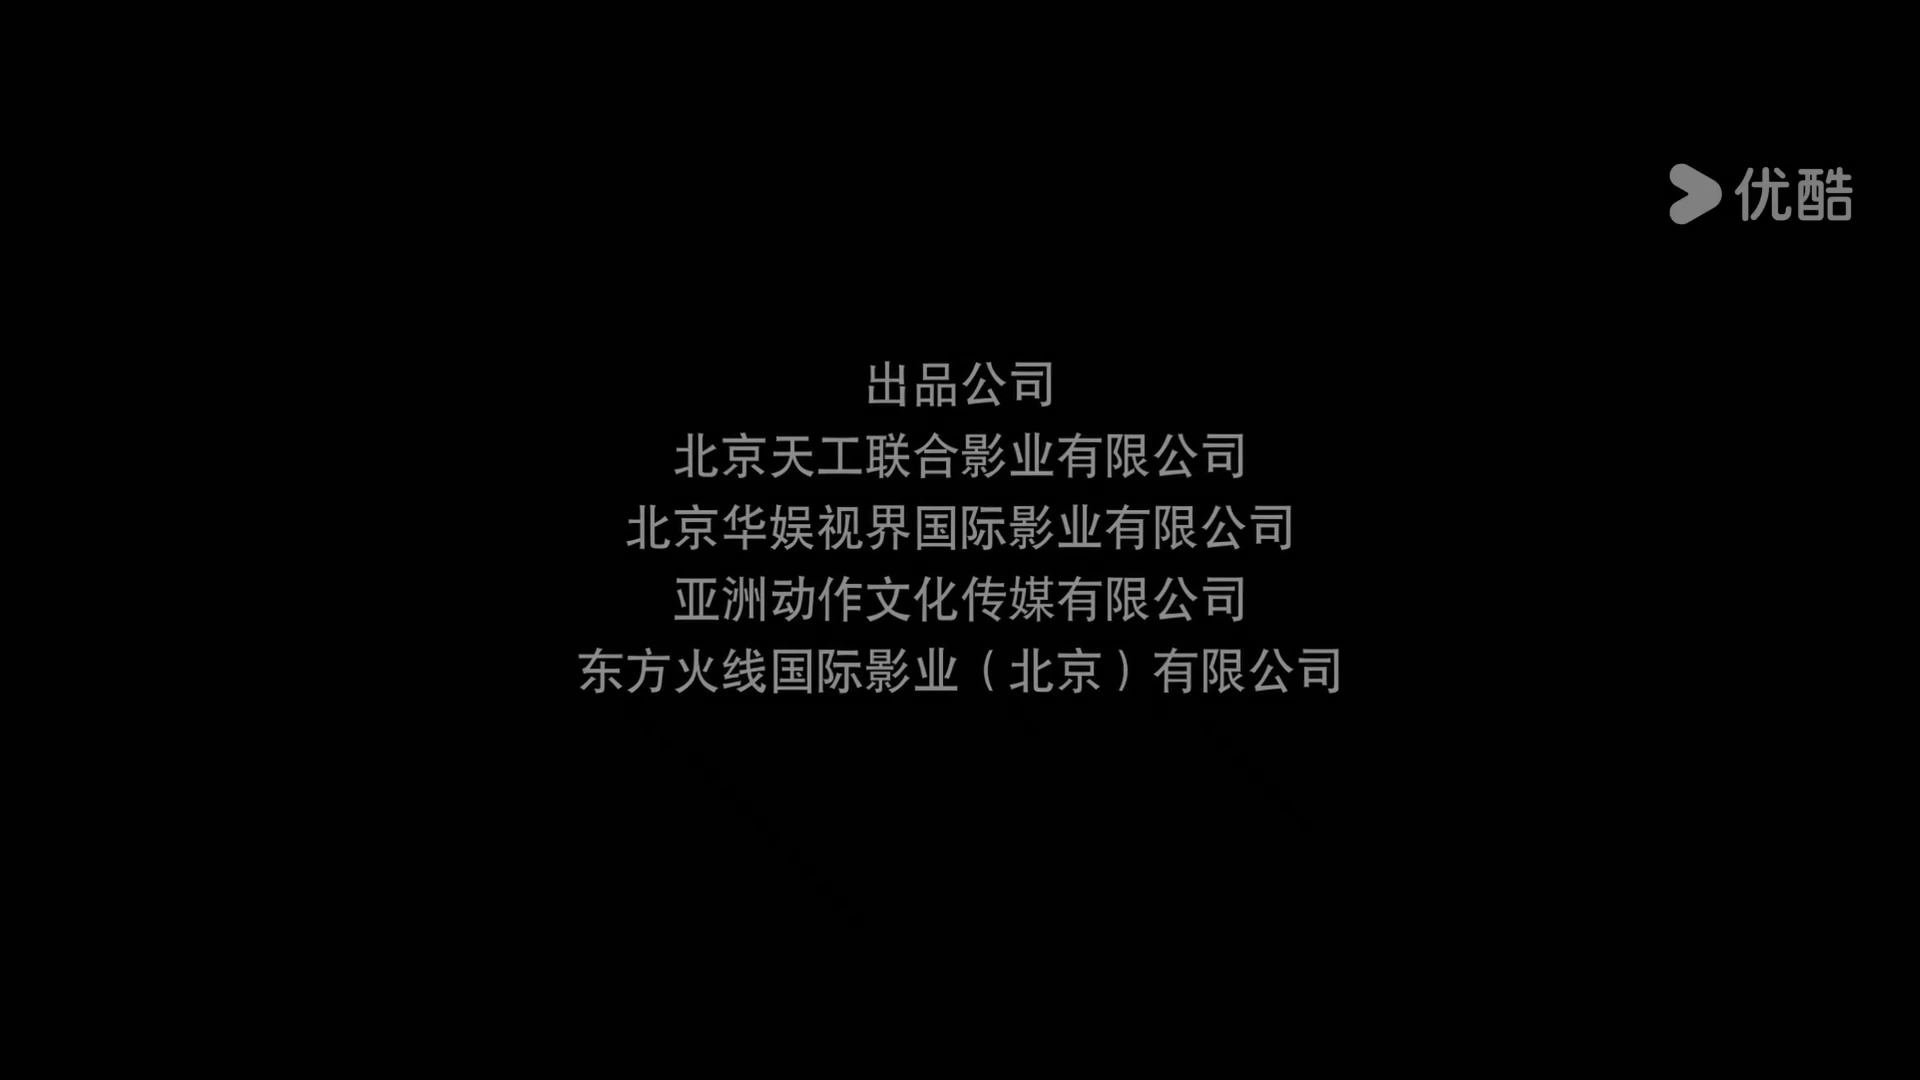 优酷
出品公司
北京天工联合影业有限公司
北京华娱视界国际影业有限公司
亚洲动作文化传媒有限公司
东方火线国际影业（北京）有限公司